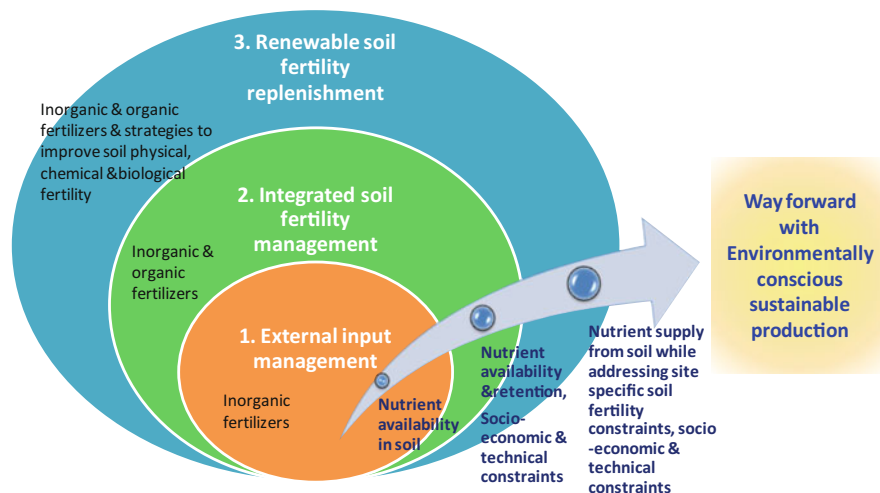 3. Renewable soil
fertility
replenishment
Inorganic & organic
fertilizers & strategies to
improve soil physical,
chemical &biological
fertility
2. Integrated soil
fertility
management
Inorganic &
organic
fertilizers
1. External input
management
Inorganic
fertilizers
Nutrient
availability
in soil
Nutrient
availability
&retention,
Socio-
economic &
technical
constraints
Nutrient supply
from soil while
addressing site
specific soil
fertility
constraints, socio
-economic &
technical
constraints
Way forward
with
Environmentally
conscious
sustainable
production